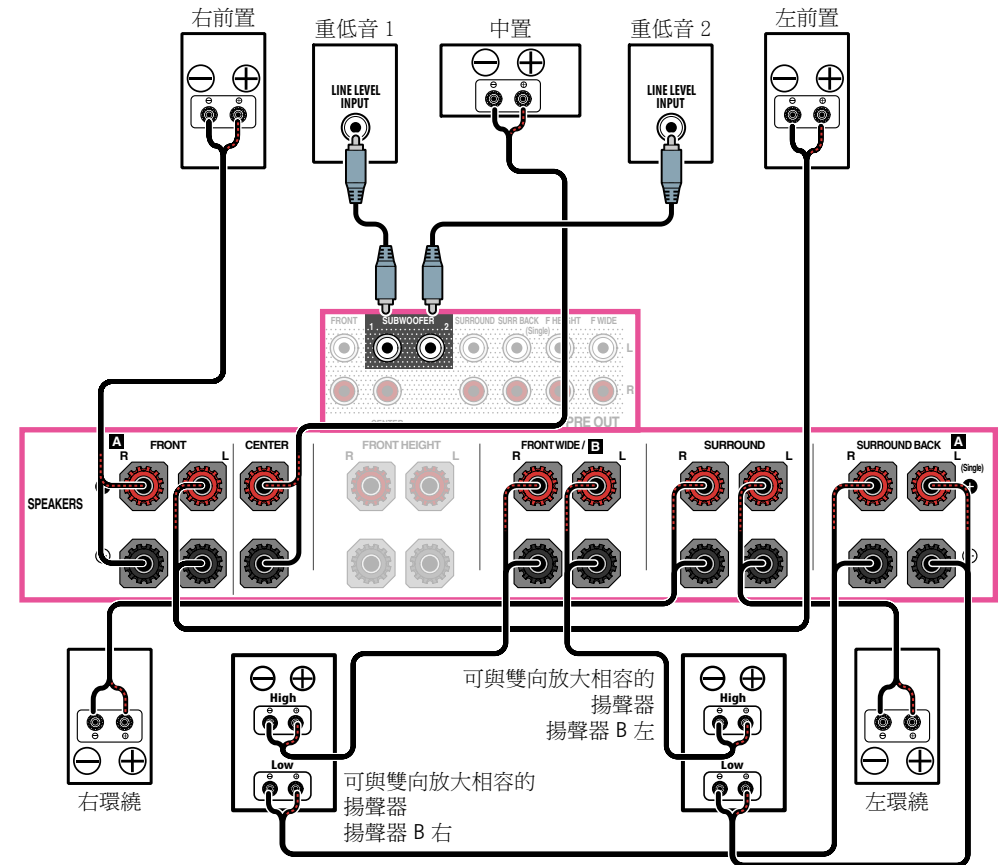 右前置
重低音 1
中置
重低音 2
左前置
LINE LEVEL
INPUT
LINE LEVEL
INPUT
FRONT
SUBWOOFER
SURROUND
SURR BACK
(Single)
F HEIGHT
F WIDE
1
2
L
R
PRE OUT
SPEAKERS
A
FRONT
R
L
CENTER
FRONT HEIGHT
R
L
FRONT WIDE / B
R
L
SURROUND
R
L
SURROUND BACK
A
R
L
(Single)
High
Low
可與雙向放大相容的
揚聲器
揚聲器 B 左
High
Low
可與雙向放大相容的
揚聲器
揚聲器 B 右
右環繞
左環繞